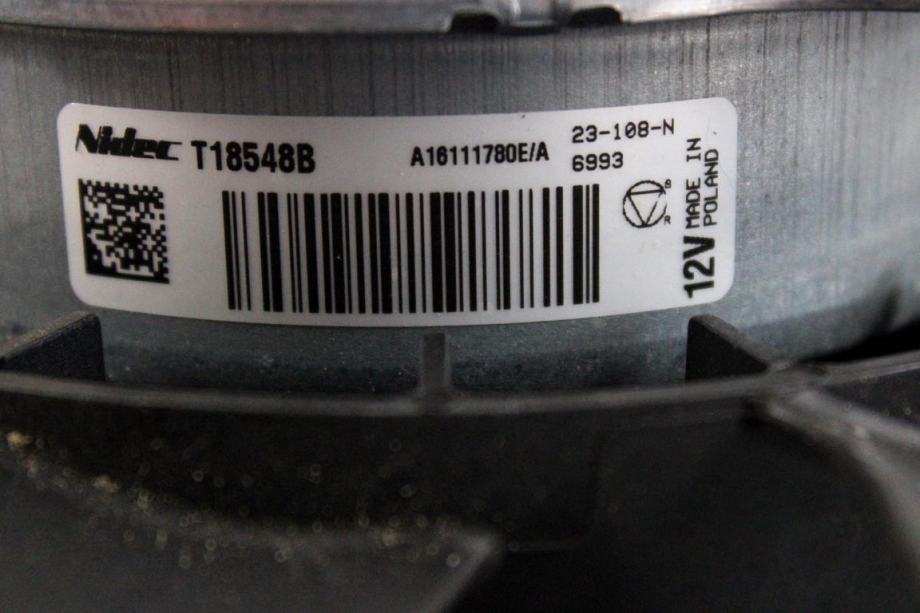 Nidec T18548B A16111780E/A 23-108-N
6993
B
R
12V MADE IN
POLAND